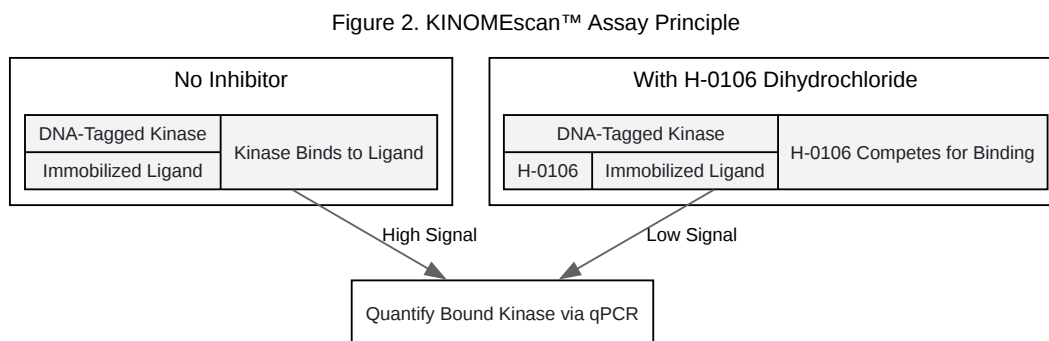 Figure 2. KINOMEscan™ Assay Principle
No Inhibitor
DNA-Tagged Kinase
Immobilized Ligand
Kinase Binds to Ligand
With H-0106 Dihydrochloride
DNA-Tagged Kinase
H-0106
Immobilized Ligand
H-0106 Competes for Binding
High Signal
Low Signal
Quantify Bound Kinase via qPCR